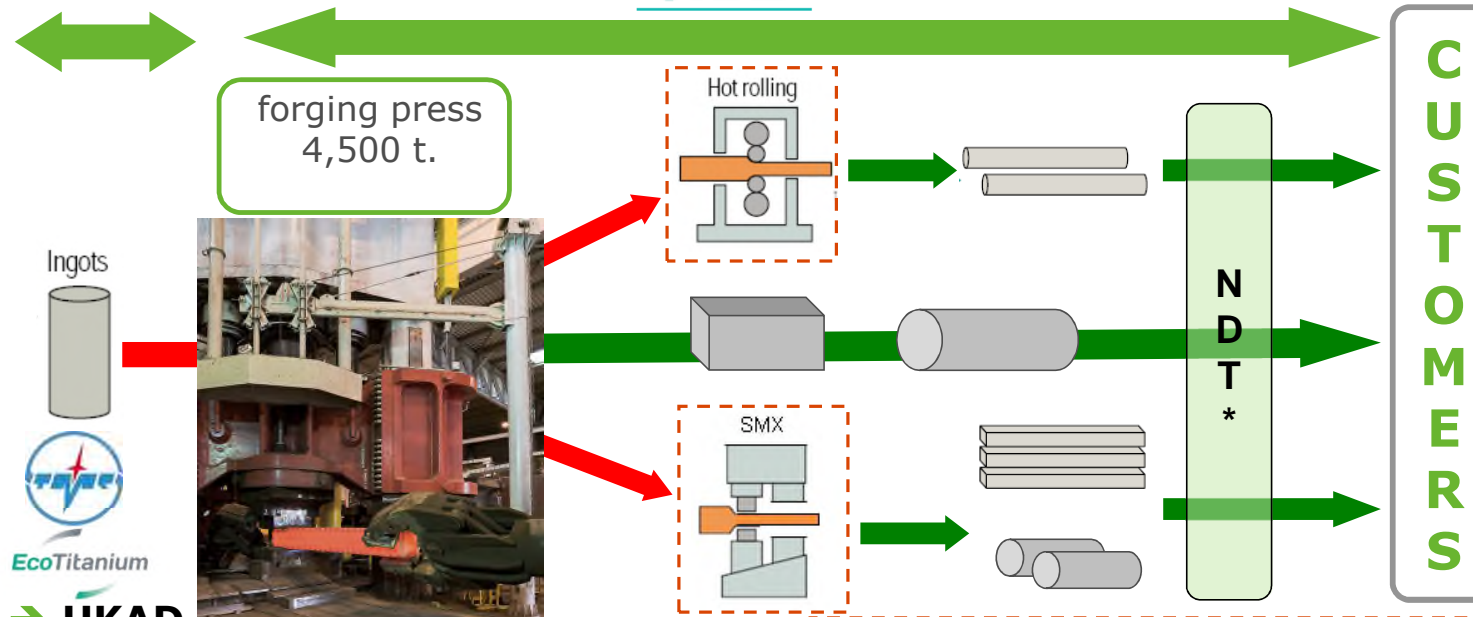 forging press
4,500 t.
Hot rolling
Ingots
SMX
EcoTitanium
N
D
T
*
C
U
S
T
O
M
E
R
S